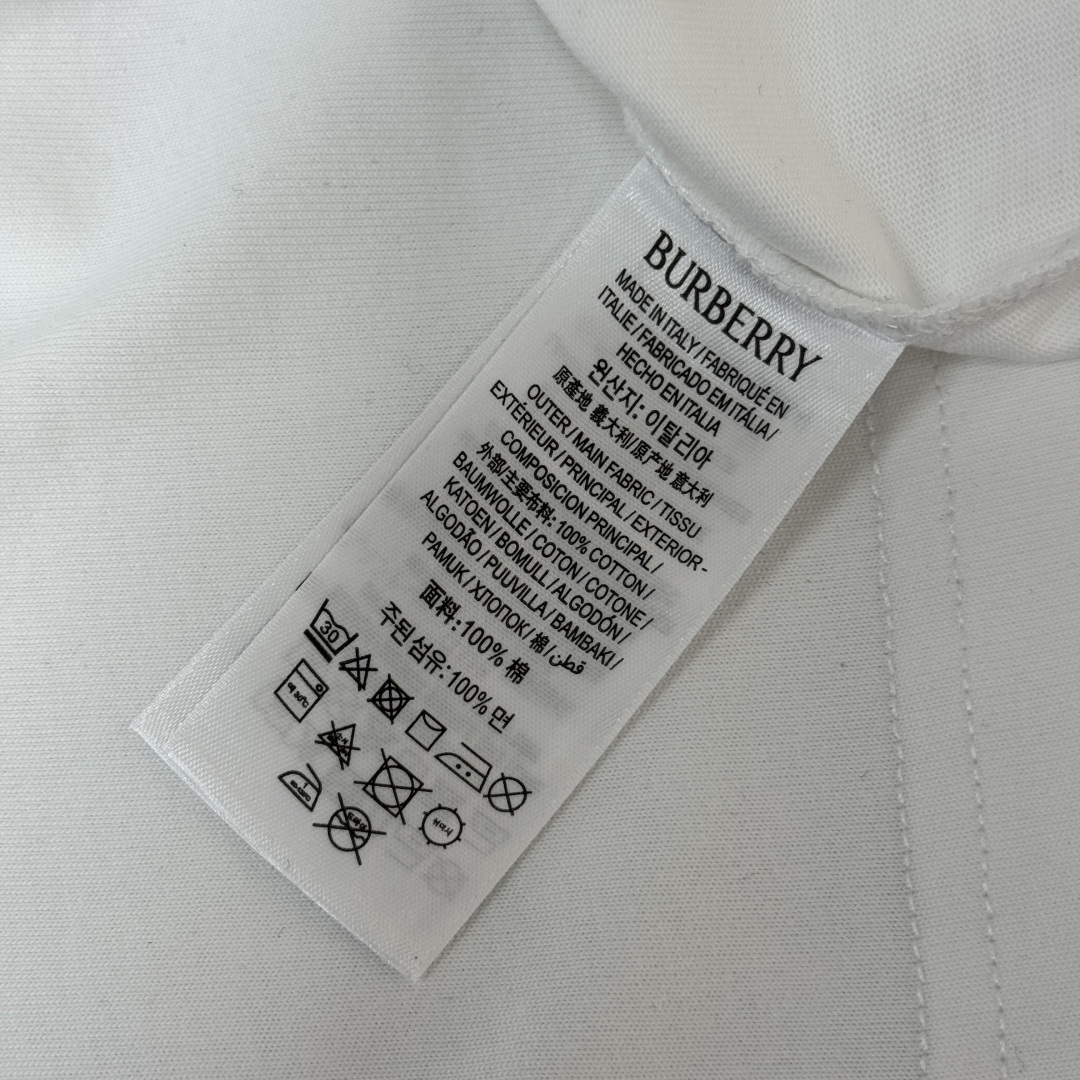 BURBERRY
MADE IN ITALY / FABRIQUÉ EN
ITALIE / FABRICADO EM ITÁLIA /
HECHO EN ITALIA
원산지: 이탈리아
原產地 義大利/原产地 意大利
OUTER / MAIN FABRIC / TISSU
EXTÉRIEUR / PRINCIPAL / EXTERIOR-
COMPOSICION PRINCIPAL /
外部/主要布料: 100% COTTON /
BAUMWOLLE / COTON / COTONE /
KATOEN / BOMULL / ALGODÓN /
ALGODÃO / PUUVILLA / BAMBAKI /
PAMUK / ХЛОПОК / 棉 / قطن
面料:100% 棉
주된 섬유:100% 면
30